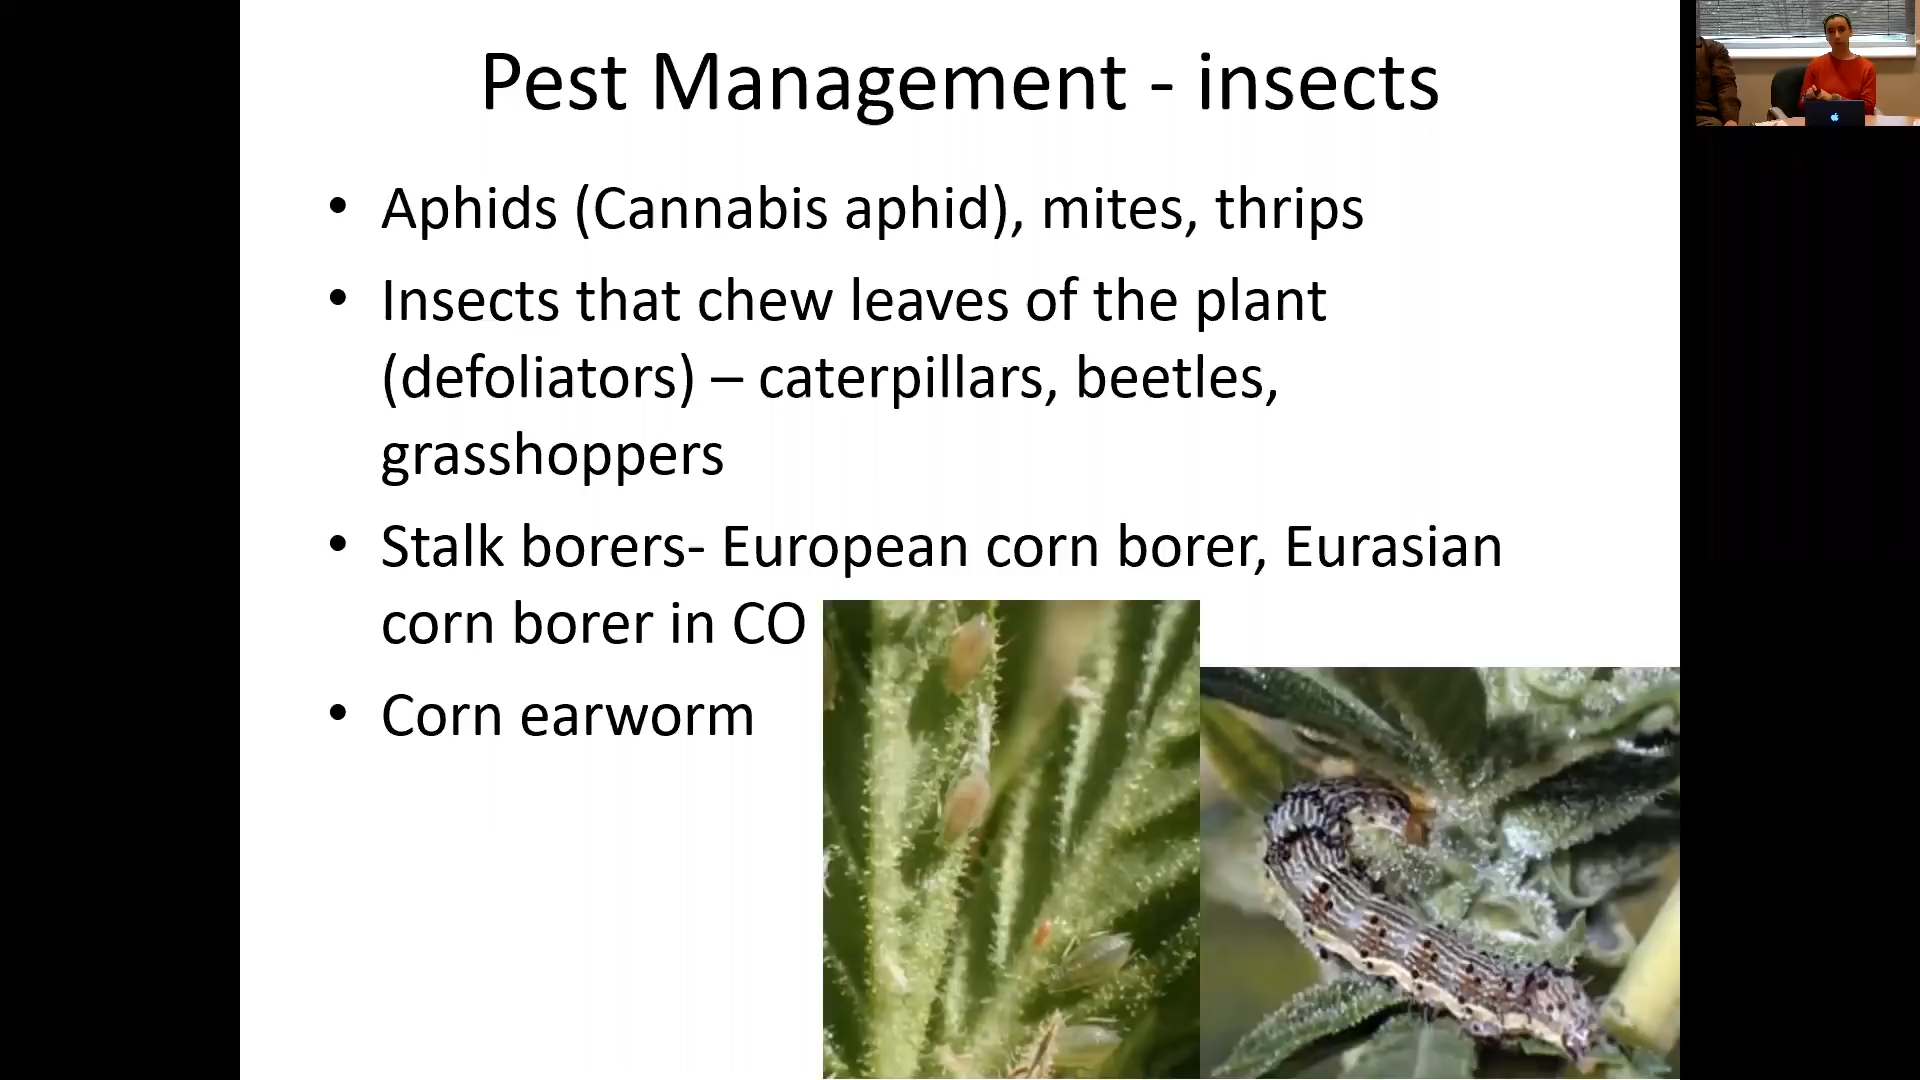 Pest Management - insects
• Aphids (Cannabis aphid), mites, thrips
• Insects that chew leaves of the plant
(defoliators) – caterpillars, beetles,
grasshoppers
• Stalk borers- European corn borer, Eurasian
corn borer in CO
• Corn earworm